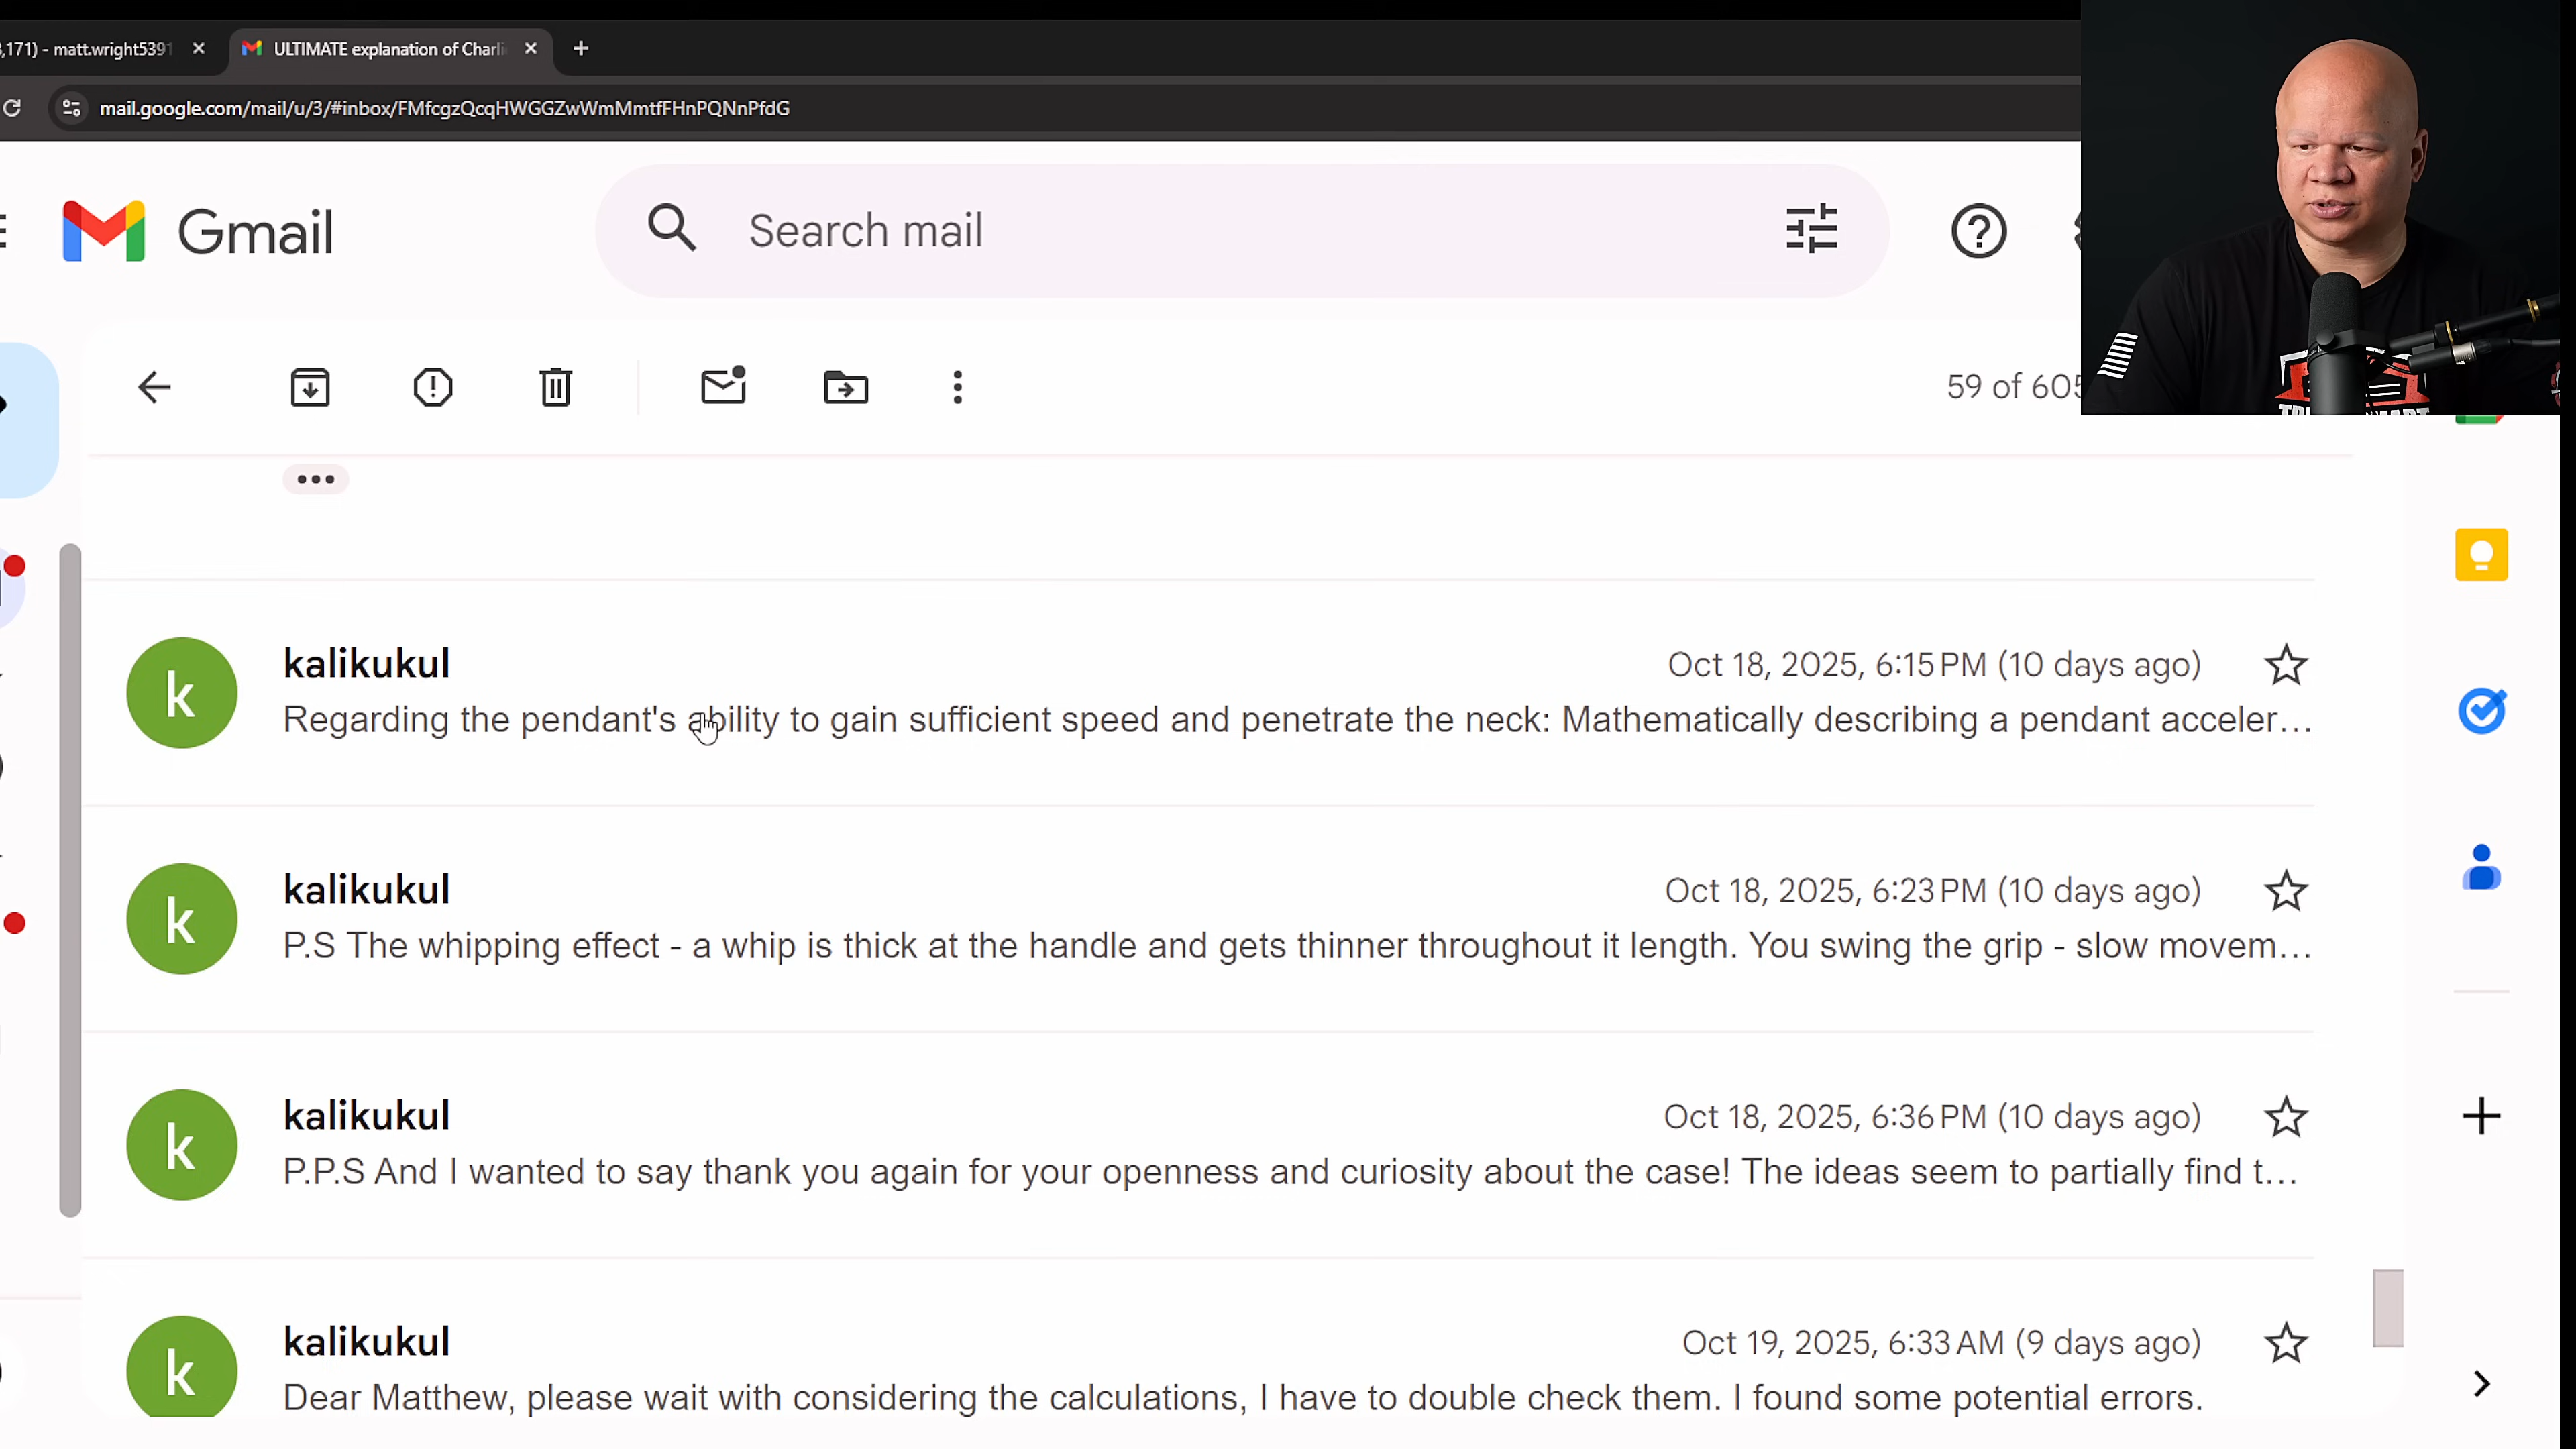 ,171) - matt.wright5391
ULTIMATE explanation of Charli
mail.google.com/mail/u/3/#inbox/FMfcgzQcqHWGGZwWmMmtfFHnPQNnPfdG
Gmail
Search mail
59 of 605
kalikukul
Oct 18, 2025, 6:15 PM (10 days ago)
Regarding the pendant's ability to gain sufficient speed and penetrate the neck: Mathematically describing a pendant acceler...
kalikukul
Oct 18, 2025, 6:23 PM (10 days ago)
P.S The whipping effect - a whip is thick at the handle and gets thinner throughout it length. You swing the grip - slow movem...
kalikukul
Oct 18, 2025, 6:36 PM (10 days ago)
P.P.S And I wanted to say thank you again for your openness and curiosity about the case! The ideas seem to partially find t...
kalikukul
Oct 19, 2025, 6:33 AM (9 days ago)
Dear Matthew, please wait with considering the calculations, I have to double check them. I found some potential errors.
k
k
k
k